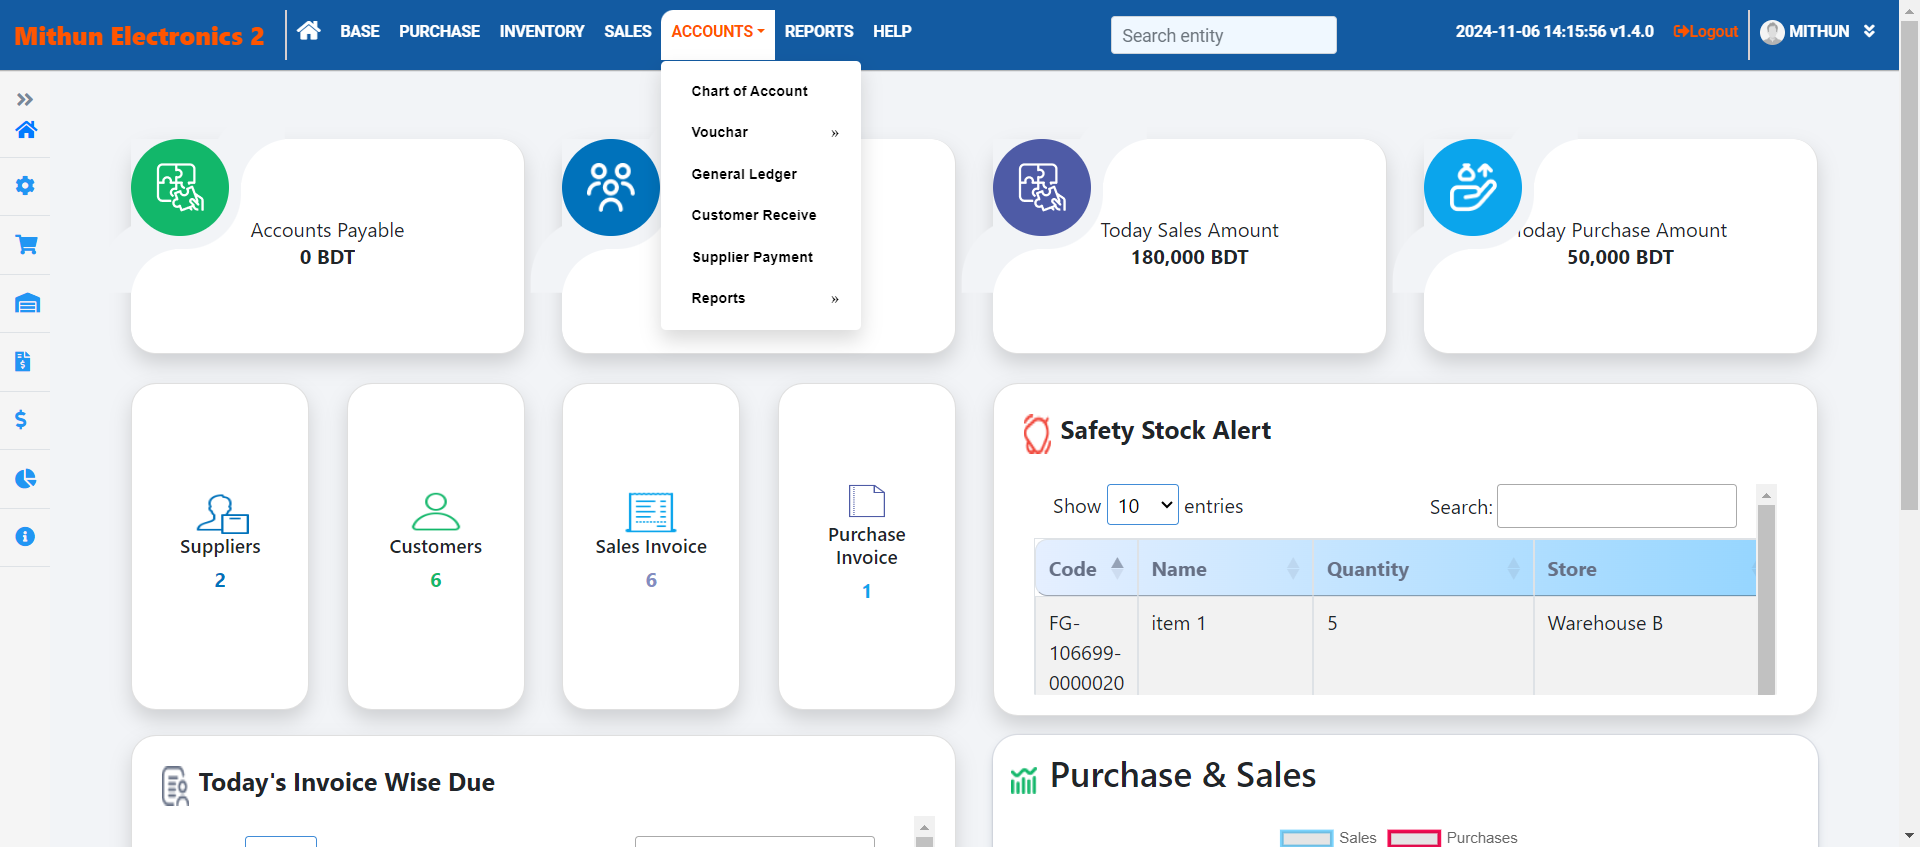 Mithun Electronics 2
BASE PURCHASE INVENTORY SALES ACCOUNTS REPORTS HELP
Search entity
2024-11-06 14:15:56 v1.4.0 Logout MITHUN
Chart of Account
Vouchar »
General Ledger
Customer Receive
Supplier Payment
Reports »
Accounts Payable
0 BDT
Today Sales Amount
180,000 BDT
Today Purchase Amount
50,000 BDT
Suppliers
2
Customers
6
Sales Invoice
6
Purchase
Invoice
1
Safety Stock Alert
Show 10 entries Search:
Code Name Quantity Store
FG- item 1 5 Warehouse B
106699-
0000020
Today's Invoice Wise Due
Purchase & Sales
Sales Purchases